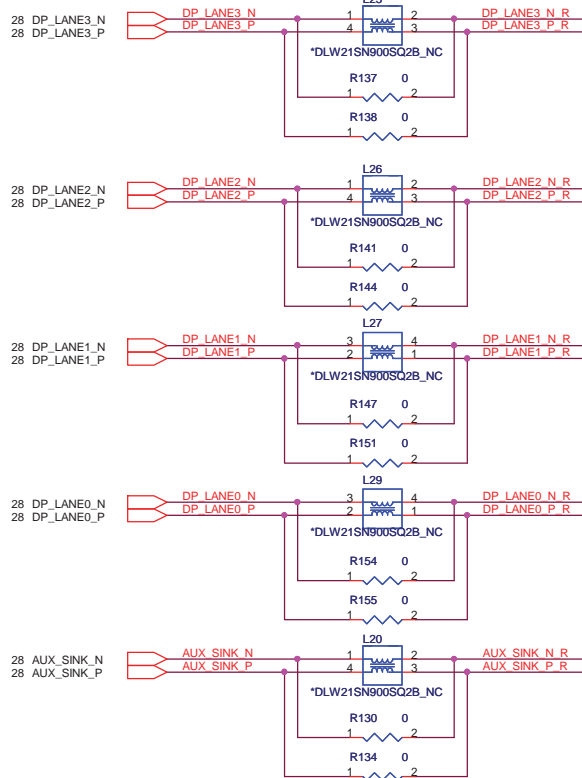 L25
28 DP_LANE3_N DP_LANE3_N 1 2 DP_LANE3_N_R
28 DP_LANE3_P DP_LANE3_P 4 3 DP_LANE3_P_R
*DLW21SN900SQ2B_NC
R137 0
1 2
R138 0
1 2
L26
28 DP_LANE2_N DP_LANE2_N 1 2 DP_LANE2_N_R
28 DP_LANE2_P DP_LANE2_P 4 3 DP_LANE2_P_R
*DLW21SN900SQ2B_NC
R141 0
1 2
R144 0
1 2
L27
28 DP_LANE1_N DP_LANE1_N 3 4 DP_LANE1_N_R
28 DP_LANE1_P DP_LANE1_P 2 1 DP_LANE1_P_R
*DLW21SN900SQ2B_NC
R147 0
1 2
R151 0
1 2
L29
28 DP_LANE0_N DP_LANE0_N 3 4 DP_LANE0_N_R
28 DP_LANE0_P DP_LANE0_P 2 1 DP_LANE0_P_R
*DLW21SN900SQ2B_NC
R154 0
1 2
R155 0
1 2
L20
28 AUX_SINK_N AUX_SINK_N 1 2 AUX_SINK_N_R
28 AUX_SINK_P AUX_SINK_P 4 3 AUX_SINK_P_R
*DLW21SN900SQ2B_NC
R130 0
1 2
R134 0
1 2